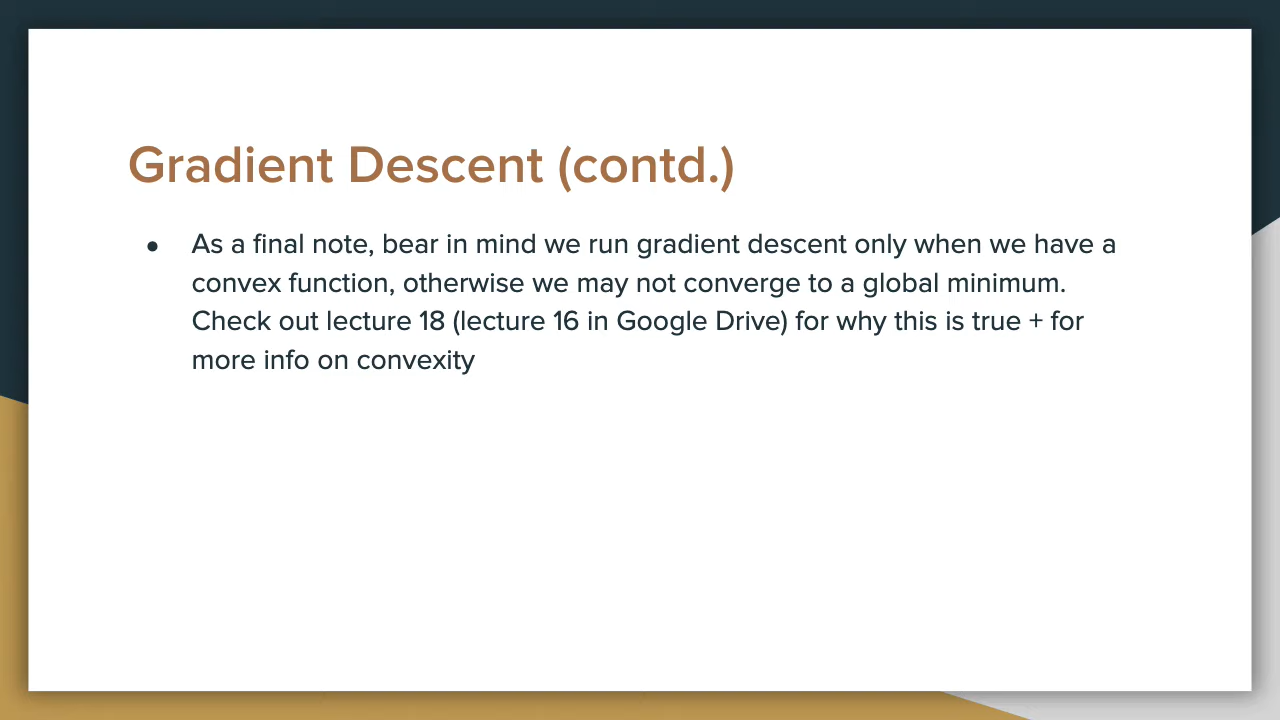 Gradient Descent (contd.)
● As a final note, bear in mind we run gradient descent only when we have a
convex function, otherwise we may not converge to a global minimum.
Check out lecture 18 (lecture 16 in Google Drive) for why this is true + for
more info on convexity